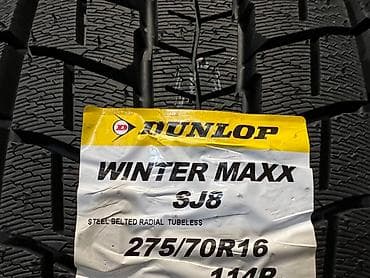 DUNLOP
WINTER MAXX
SJ8
STEEL BELTED RADIAL TUBELESS
275/70R16
114R